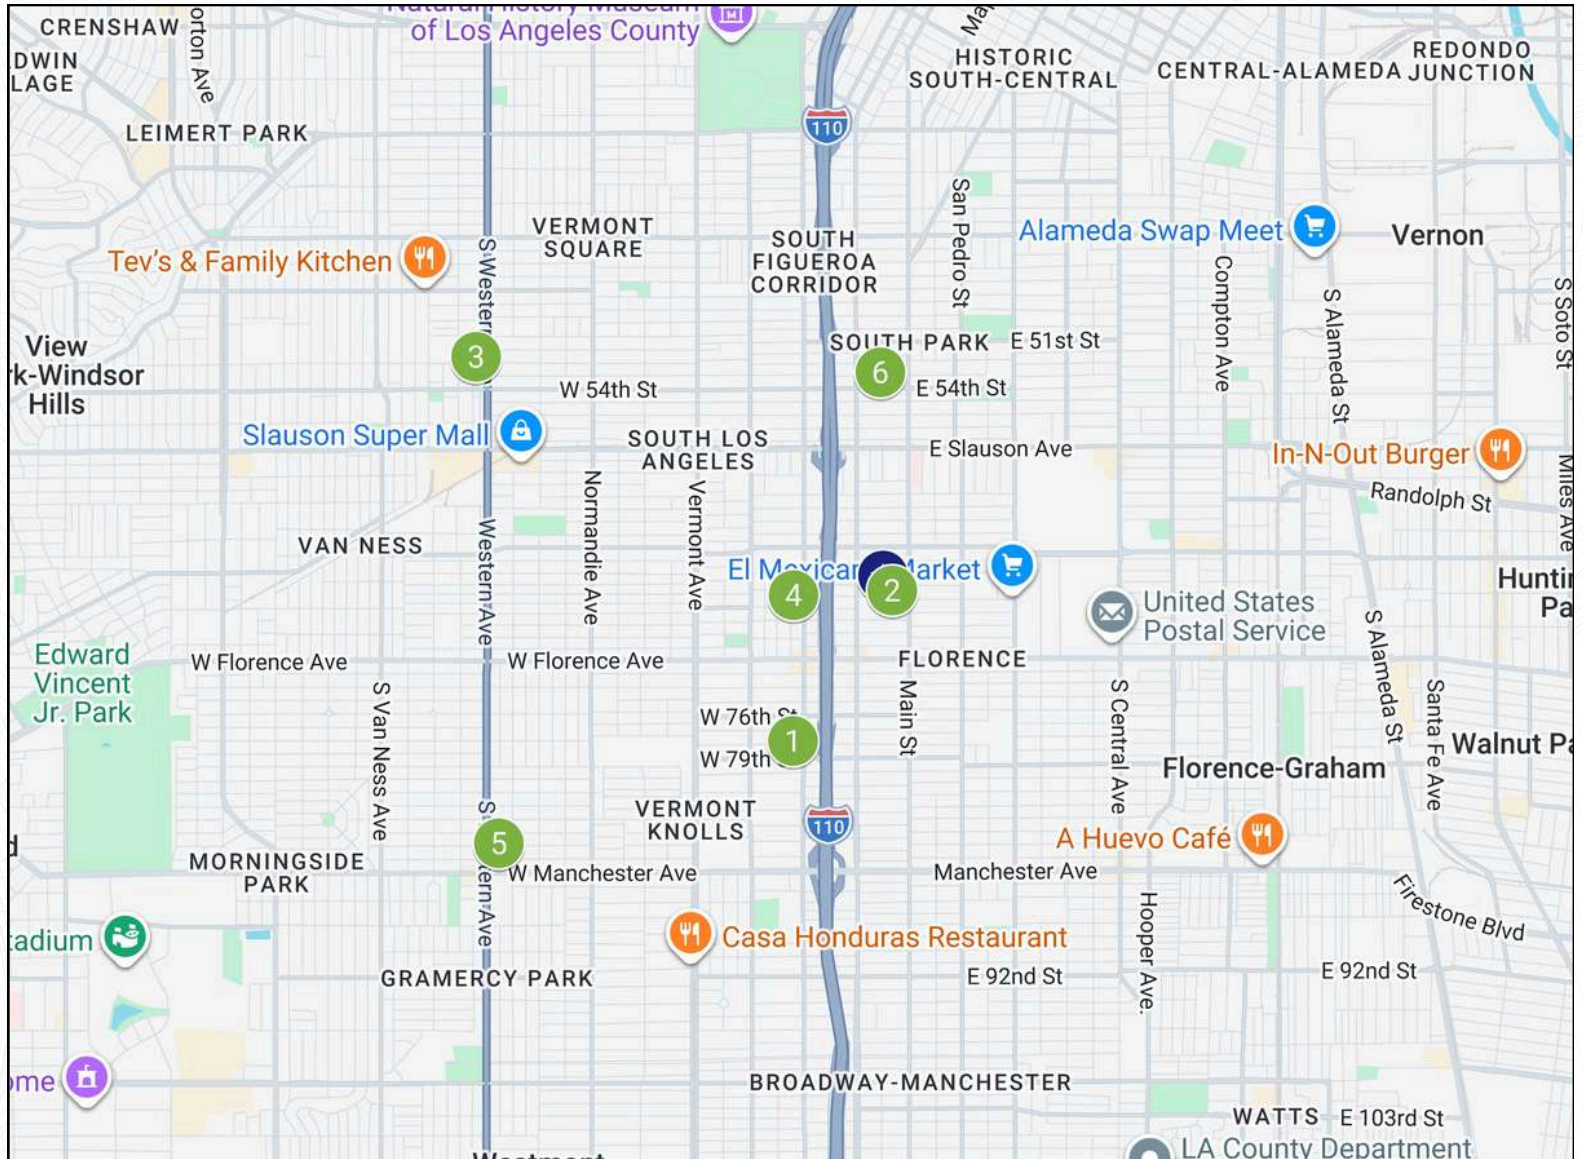 Natural History Museum
of Los Angeles County
CRENSHAW
HISTORIC
SOUTH-CENTRAL
CENTRAL-ALAMEDA
REDONDO
JUNCTION
LEIMERT PARK
110
San Pedro St
VERMONT
SQUARE
SOUTH
FIGUEROA
CORRIDOR
Alameda Swap Meet
Vernon
Tev's & Family Kitchen
Compton Ave
S Alameda St
S Soto St
View
rk-Windsor
Hills
3
SOUTH PARK
E 51st St
6
W 54th St
E 54th St
Slauson Super Mall
SOUTH LOS
ANGELES
E Slauson Ave
In-N-Out Burger
Randolph St
Miles Ave
Normandie Ave
Vermont Ave
VAN NESS
Western Ave
4
2
United States
Postal Service
Edward
Vincent
Jr. Park
W Florence Ave
W Florence Ave
FLORENCE
S Alameda St
S Van Ness Ave
Main St
S Central Ave
Santa Fe Ave
W 76th St
1
W 79th
Walnut Pa
Florence-Graham
VERMONT
KNOLLS
110
A Huevo Café
5
MORNINGSIDE
PARK
W Manchester Ave
Manchester Ave
Firestone Blvd
Hooper Ave.
tadium
Casa Honduras Restaurant
GRAMERCY PARK
E 92nd St
E 92nd St
ome
BROADWAY-MANCHESTER
WATTS
E 103rd St
LA County Department